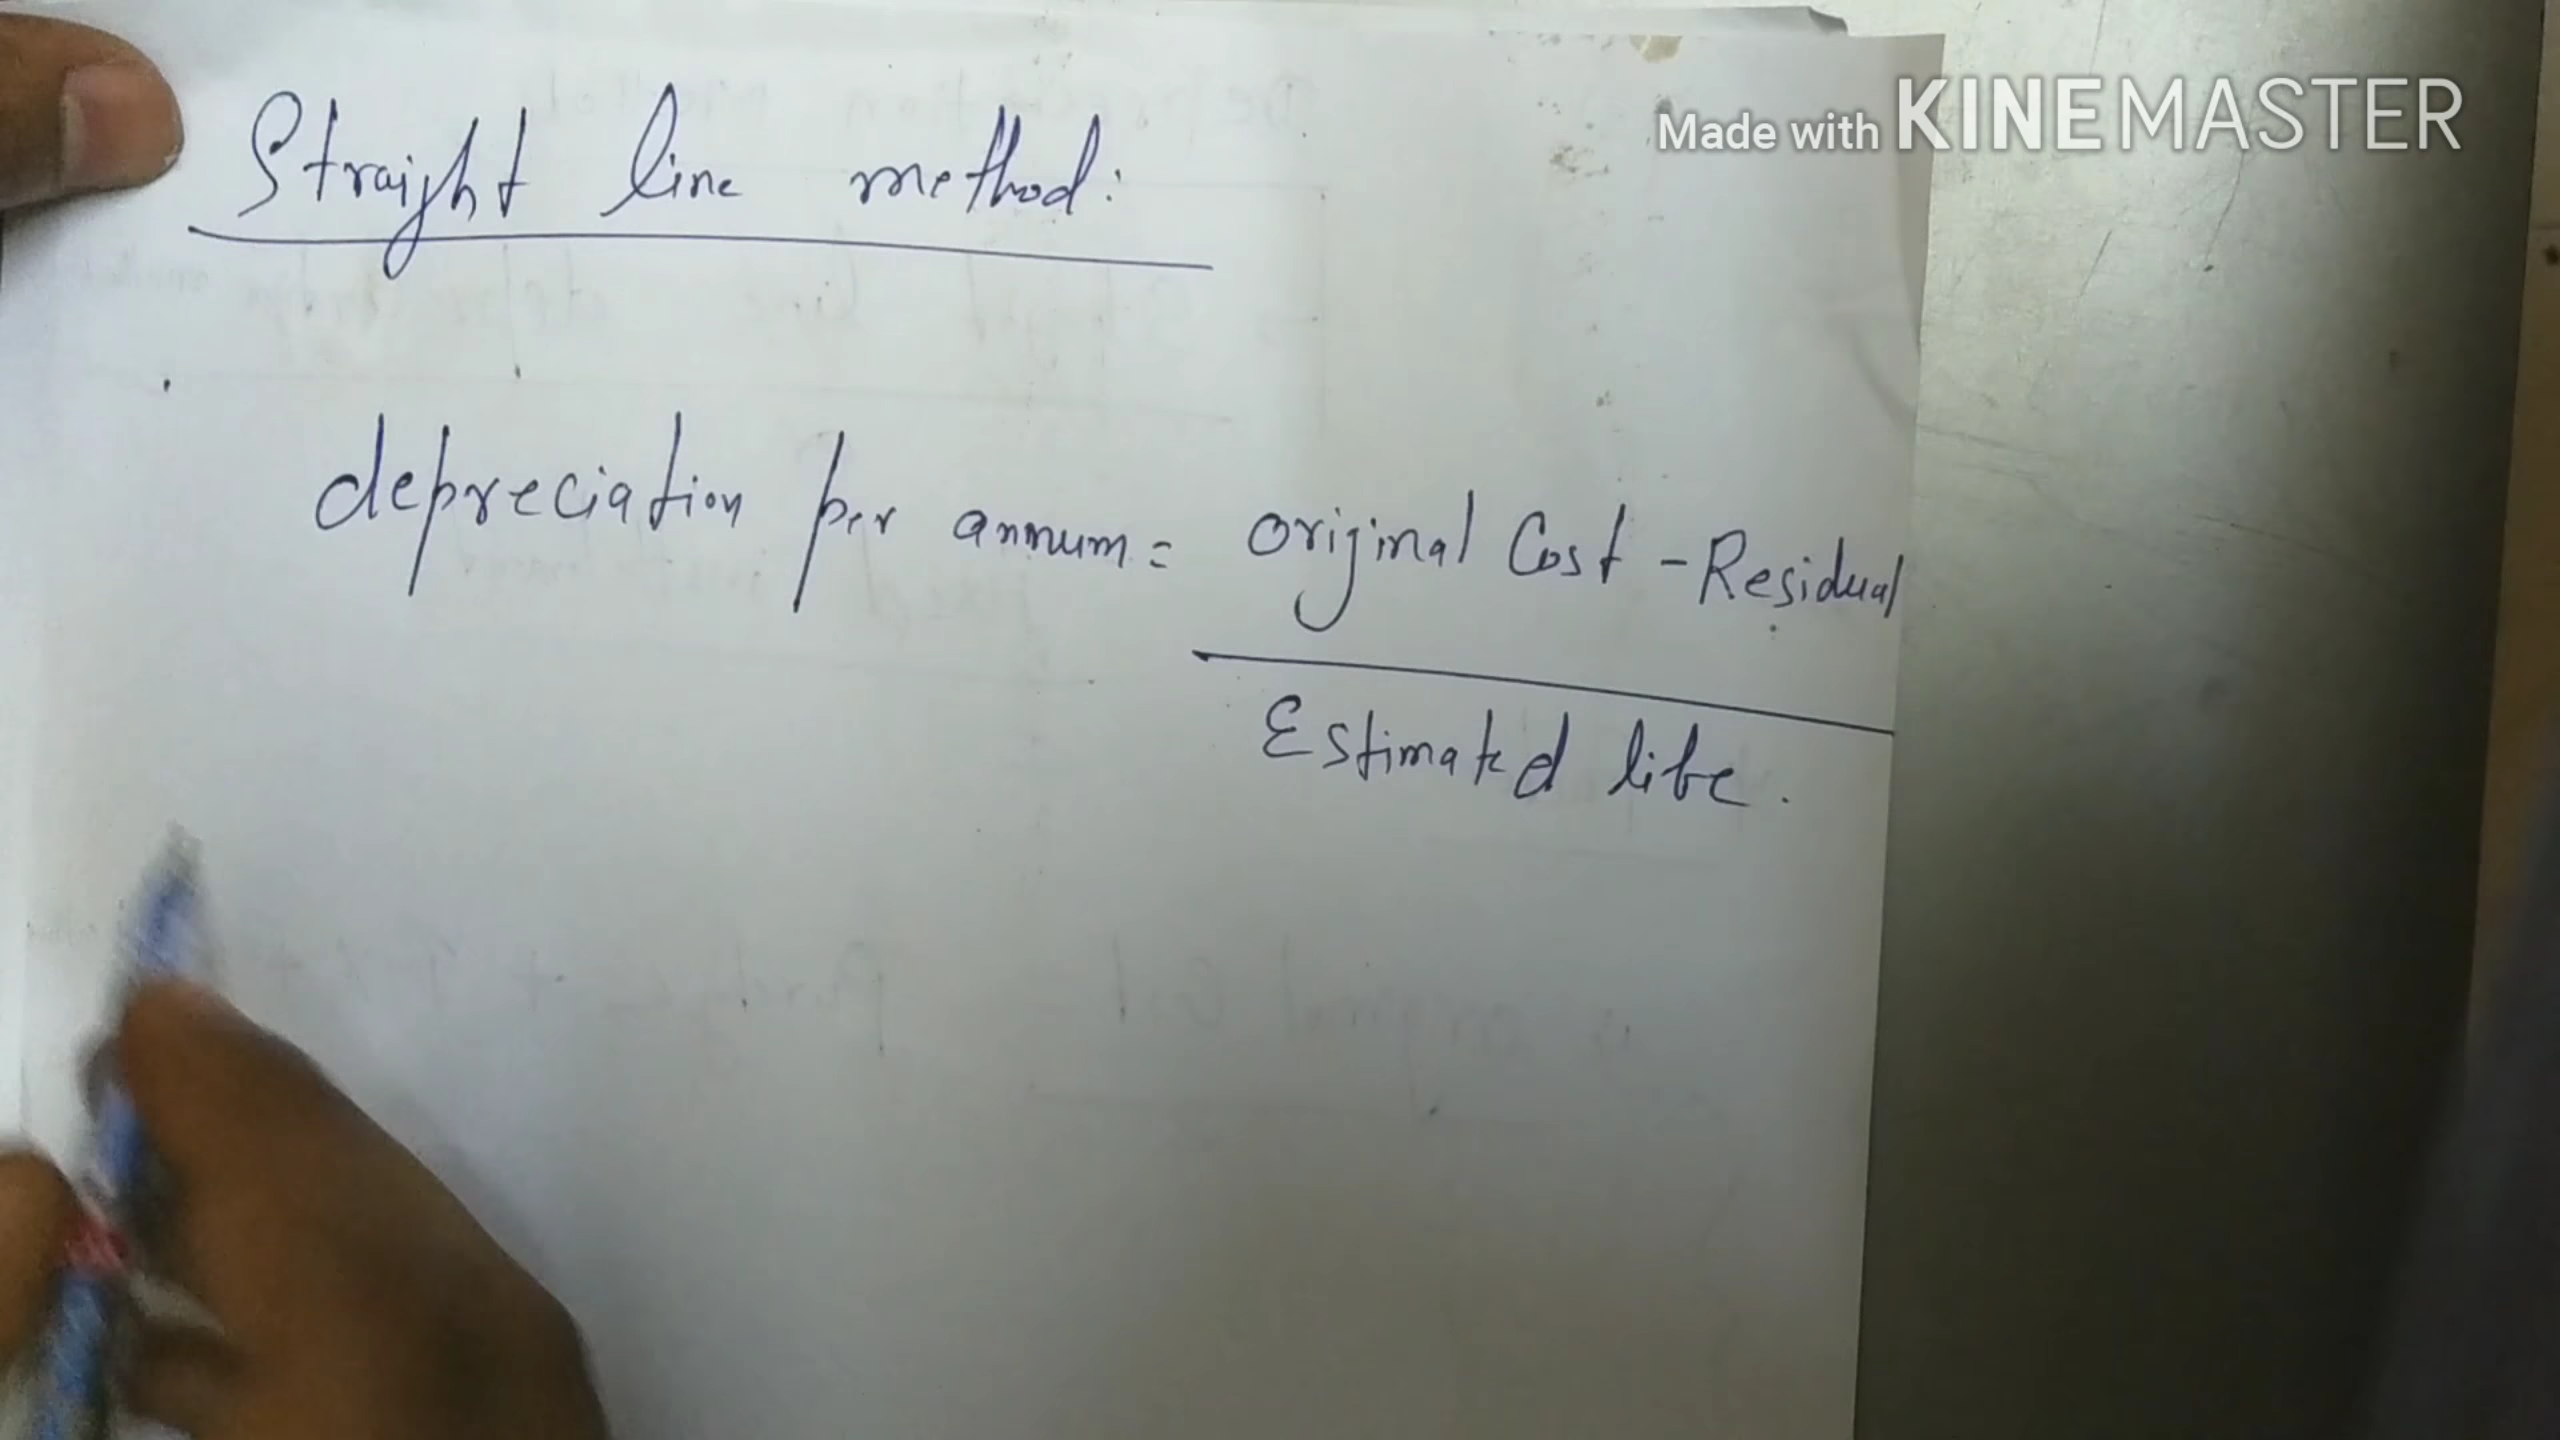 Made with KINEMASTER
Straight line method:
depreciation per annum = original Cost - Residual
Estimated life.